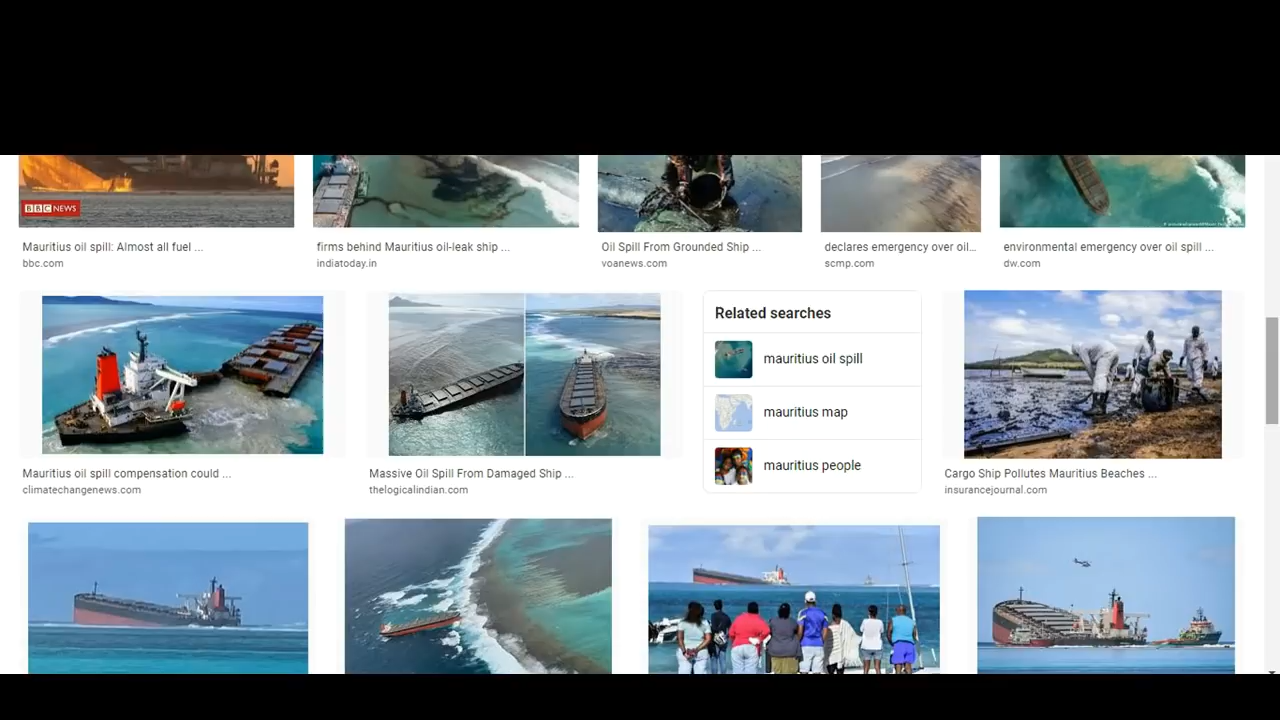 BBC NEWS
Mauritius oil spill: Almost all fuel ...
bbc.com
firms behind Mauritius oil-leak ship ...
indiatoday.in
Oil Spill From Grounded Ship ...
voanews.com
declares emergency over oil...
scmp.com
environmental emergency over oil spill ...
dw.com
Mauritius oil spill compensation could ...
climatechangenews.com
Massive Oil Spill From Damaged Ship ...
thelogicalindian.com
Related searches
mauritius oil spill
mauritius map
mauritius people
Cargo Ship Pollutes Mauritius Beaches ...
insurancejournal.com